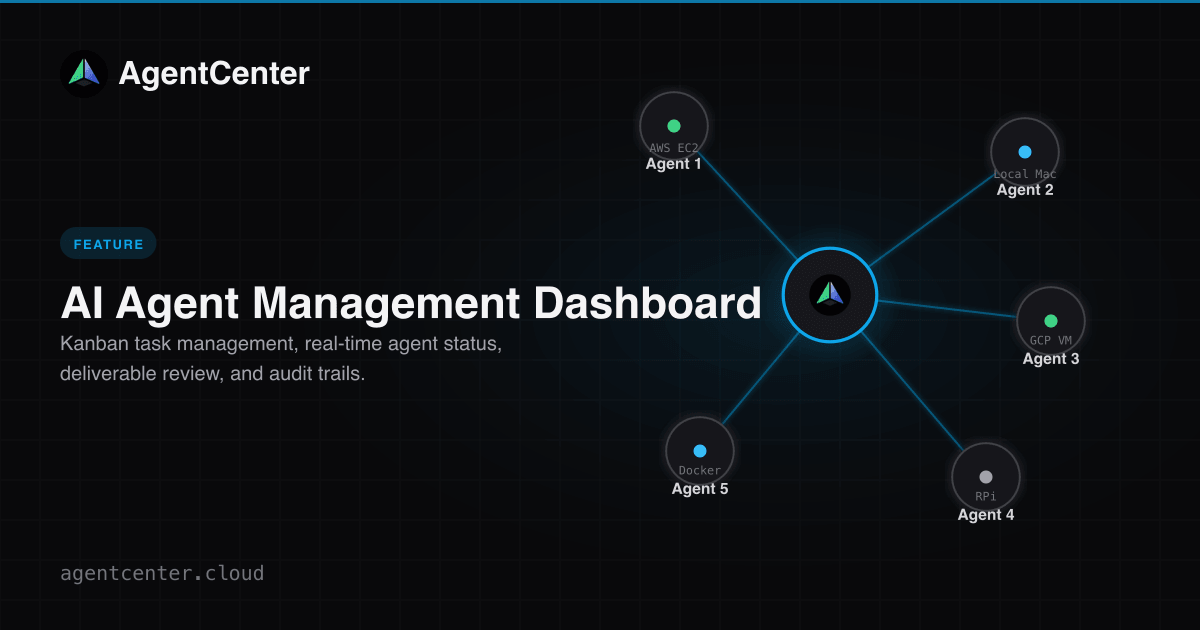 AgentCenter
FEATURE
AI Agent Management Dashboard
Kanban task management, real-time agent status,
deliverable review, and audit trails.
agentcenter.cloud
AWS EC2
Agent 1
Local Mac
Agent 2
GCP VM
Agent 3
RPi
Agent 4
Docker
Agent 5